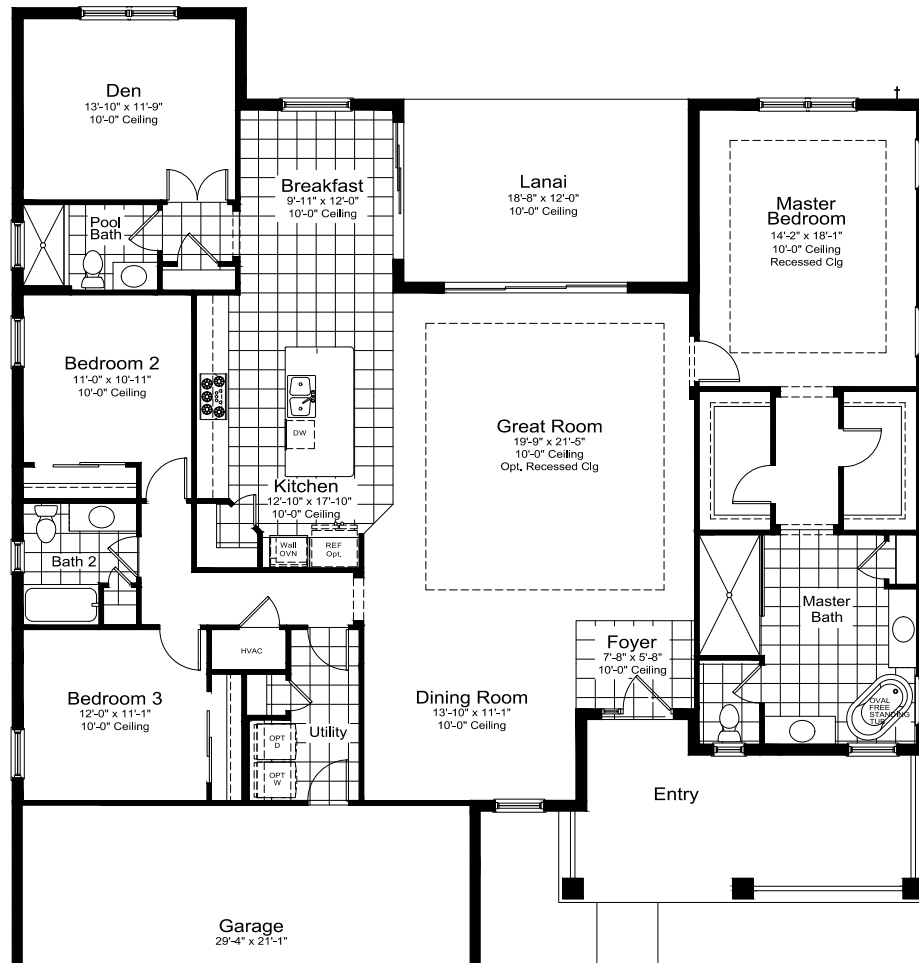 Den
13'-10" x 11'-9"
10'-0" Ceiling
Breakfast
9'-11" x 12'-0"
10'-0" Ceiling
Lanai
18'-8" x 12'-0"
10'-0" Ceiling
Master
Bedroom
14'-2" x 18'-1"
10'-0" Ceiling
Recessed Clg
Pool
Bath
Bedroom 2
11'-0" x 10'-11"
10'-0" Ceiling
DW
Great Room
19'-9" x 21'-5"
10'-0" Ceiling
Opt. Recessed Clg
Kitchen
12'-10" x 17'-10"
10'-0" Ceiling
Wall
OVN
REF
Opt.
Bath 2
Master
Bath
HVAC
Foyer
7'-8" x 5'-8"
10'-0" Ceiling
Bedroom 3
12'-0" x 11'-1"
10'-0" Ceiling
Dining Room
13'-10" x 11'-1"
10'-0" Ceiling
OVAL
FREE
STANDING
TUB
Utility
OPT
D
OPT
W
Entry
Garage
29'-4" x 21'-1"